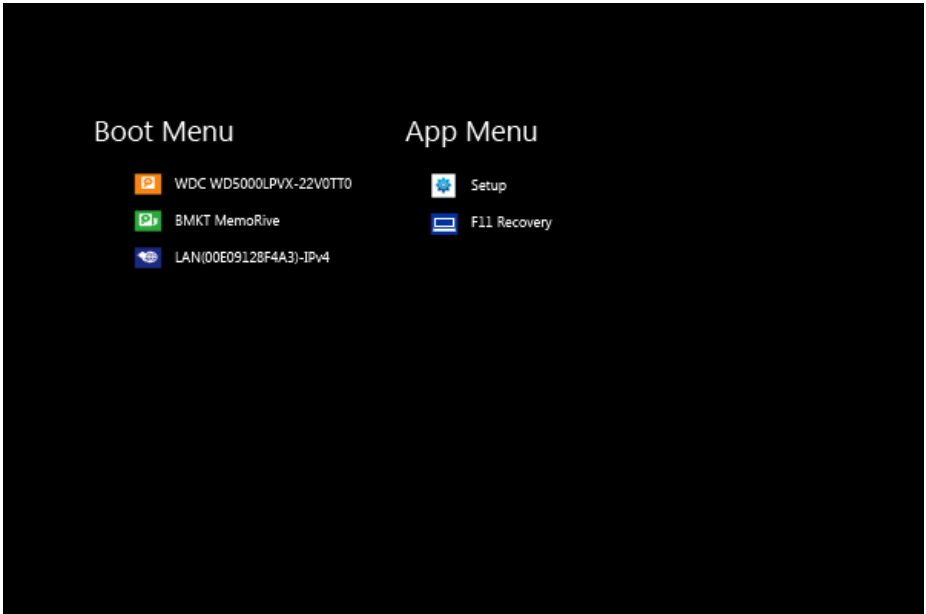 Boot Menu
WDC WD5000LPVX-22V0TT0
BMKT MemoRive
LAN(00E09128F4A3)-IPv4
App Menu
Setup
F11 Recovery